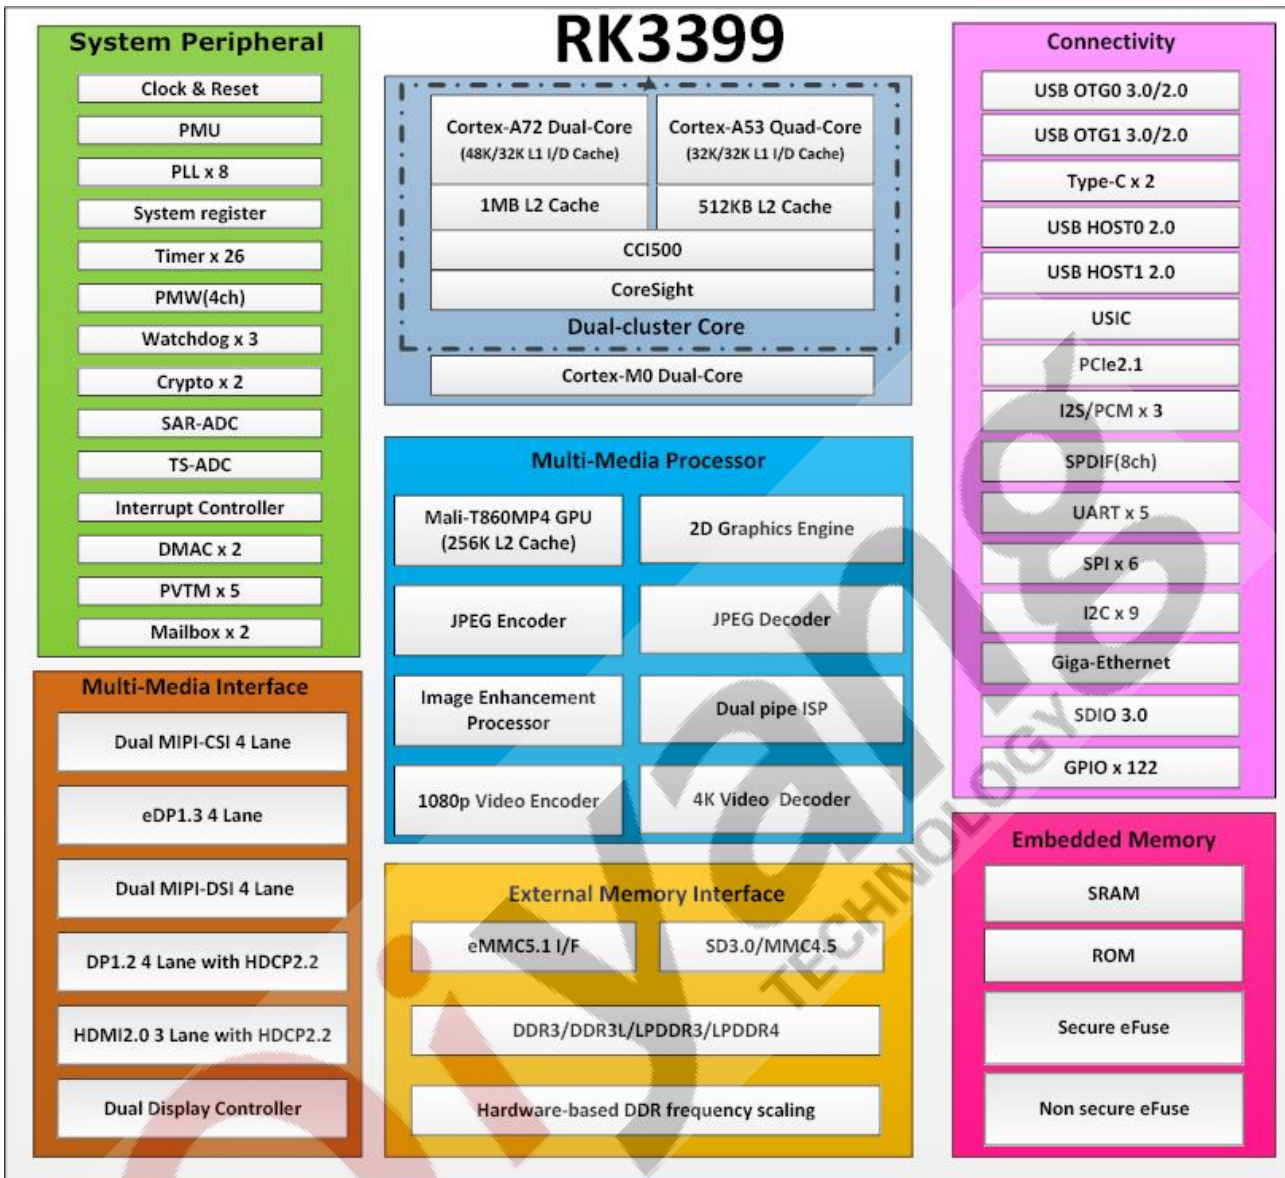 RK3399
System Peripheral
Clock & Reset
PMU
PLL x 8
System register
Timer x 26
PMW(4ch)
Watchdog x 3
Crypto x 2
SAR-ADC
TS-ADC
Interrupt Controller
DMAC x 2
PVTM x 5
Mailbox x 2
Multi-Media Interface
Dual MIPI-CSI 4 Lane
eDP1.3 4 Lane
Dual MIPI-DSI 4 Lane
DP1.2 4 Lane with HDCP2.2
HDMI2.0 3 Lane with HDCP2.2
Dual Display Controller
Cortex-A72 Dual-Core
(48K/32K L1 I/D Cache)
Cortex-A53 Quad-Core
(32K/32K L1 I/D Cache)
1MB L2 Cache
512KB L2 Cache
CCI500
CoreSight
Dual-cluster Core
Cortex-M0 Dual-Core
Multi-Media Processor
Mali-T860MP4 GPU
(256K L2 Cache)
2D Graphics Engine
JPEG Encoder
JPEG Decoder
Image Enhancement
Processor
Dual pipe ISP
1080p Video Encoder
4K Video Decoder
External Memory Interface
eMMC5.1 I/F
SD3.0/MMC4.5
DDR3/DDR3L/LPDDR3/LPDDR4
Hardware-based DDR frequency scaling
Connectivity
USB OTG0 3.0/2.0
USB OTG1 3.0/2.0
Type-C x 2
USB HOST0 2.0
USB HOST1 2.0
USIC
PCIe2.1
I2S/PCM x 3
SPDIF(8ch)
UART x 5
SPI x 6
I2C x 9
Giga-Ethernet
SDIO 3.0
GPIO x 122
Embedded Memory
SRAM
ROM
Secure eFuse
Non secure eFuse
TECHNOLOGY